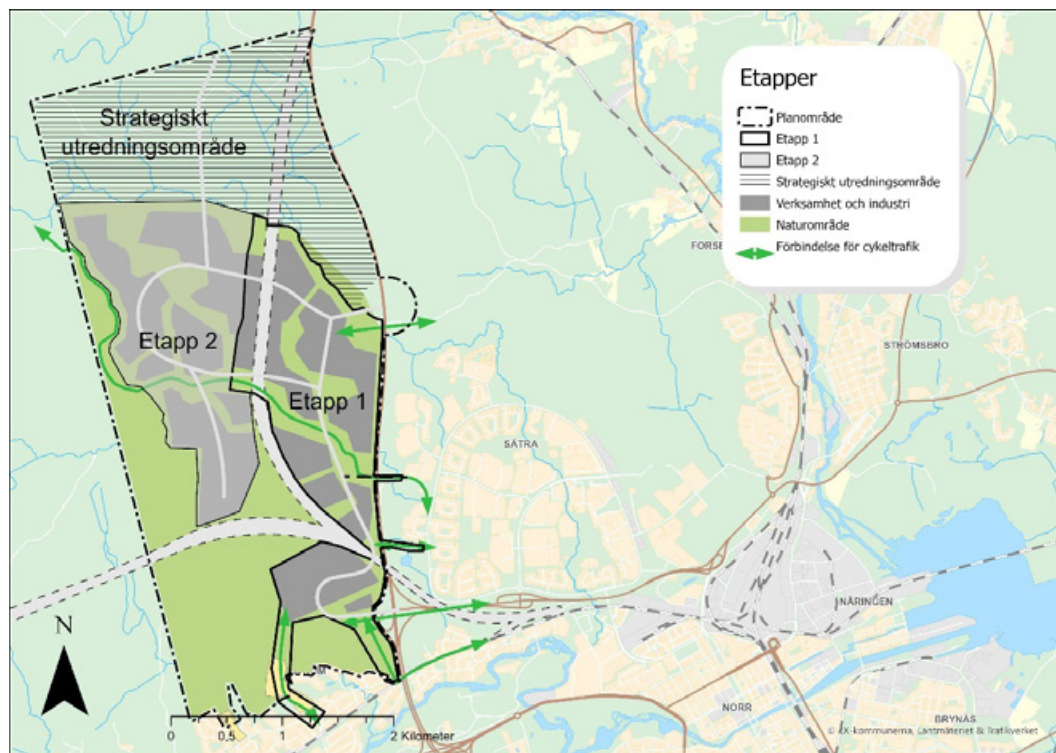 Strategiskt
utredningsområde
Etapp 2
Etapp 1
Etapper
Planområde
Etapp 1
Etapp 2
Strategiskt utredningsområde
Verksamhet och industri
Naturområde
Förbindelse för cykeltrafik
STRÖMSBRO
SÄTRA
NÄRINGEN
NORR
BRYNÄS
N
0
0,5
1
2 Kilometer
-kommunerna, Lantmäteriet & Trafikverket